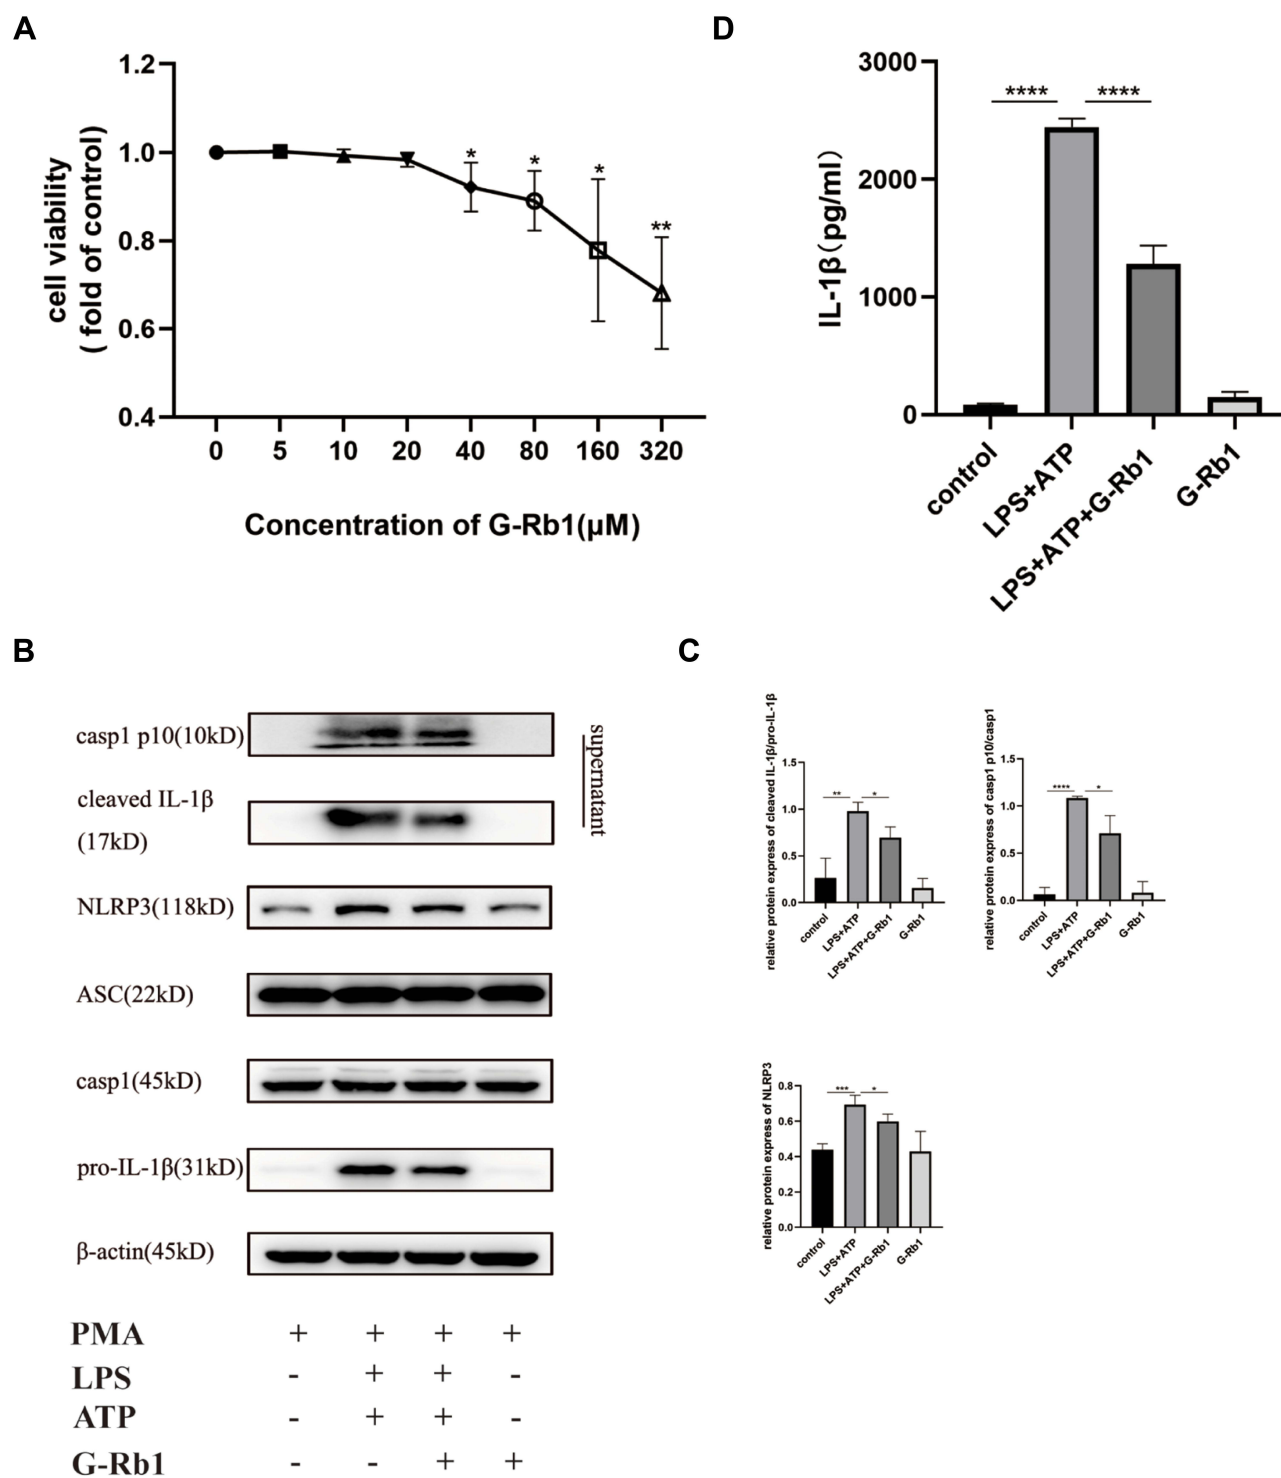 A
1.2
1.0
0.8
0.6
0.4
cell viability
( fold of control)
*
*
*
**
0 5 10 20 40 80 160 320
Concentration of G-Rb1(μM)
D
3000
2000
1000
0
IL-1β(pg/ml)
**** ****
control
LPS+ATP
LPS+ATP+G-Rb1
G-Rb1
B
casp1 p10(10kD)
cleaved IL-1β
(17kD)
supernatant
NLRP3(118kD)
ASC(22kD)
casp1(45kD)
pro-IL-1β(31kD)
β-actin(45kD)
PMA + + + +
LPS - + + -
ATP - + + -
G-Rb1 - - + +
C
relative protein express of cleaved IL-1β/pro-IL-1β
1.5
1.0
0.5
0.0
** *
control
LPS+ATP
LPS+ATP+G-Rb1
G-Rb1
relative protein express of casp1 p10/casp1
1.5
1.0
0.5
0.0
**** *
control
LPS+ATP
LPS+ATP+G-Rb1
G-Rb1
relative protein express of NLRP3
0.8
0.6
0.4
0.2
0.0
*** *
control
LPS+ATP
LPS+ATP+G-Rb1
G-Rb1